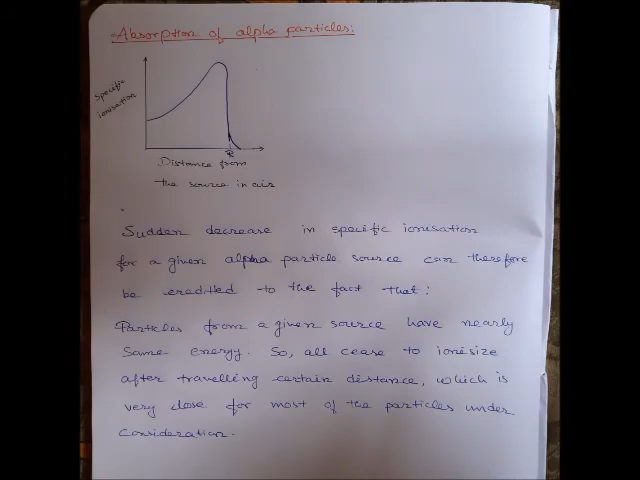 Absorption of alpha particles:
Specific
ionisation
R
Distance from
the source in air
Sudden decrease in specific ionisation
for a given alpha particle source can therefore
be creditted to the fact that:
Particles from a given source have nearly
Same energy. So, all cease to ionisize
after travelling certain distance, which is
very close for most of the particles under
consideration.